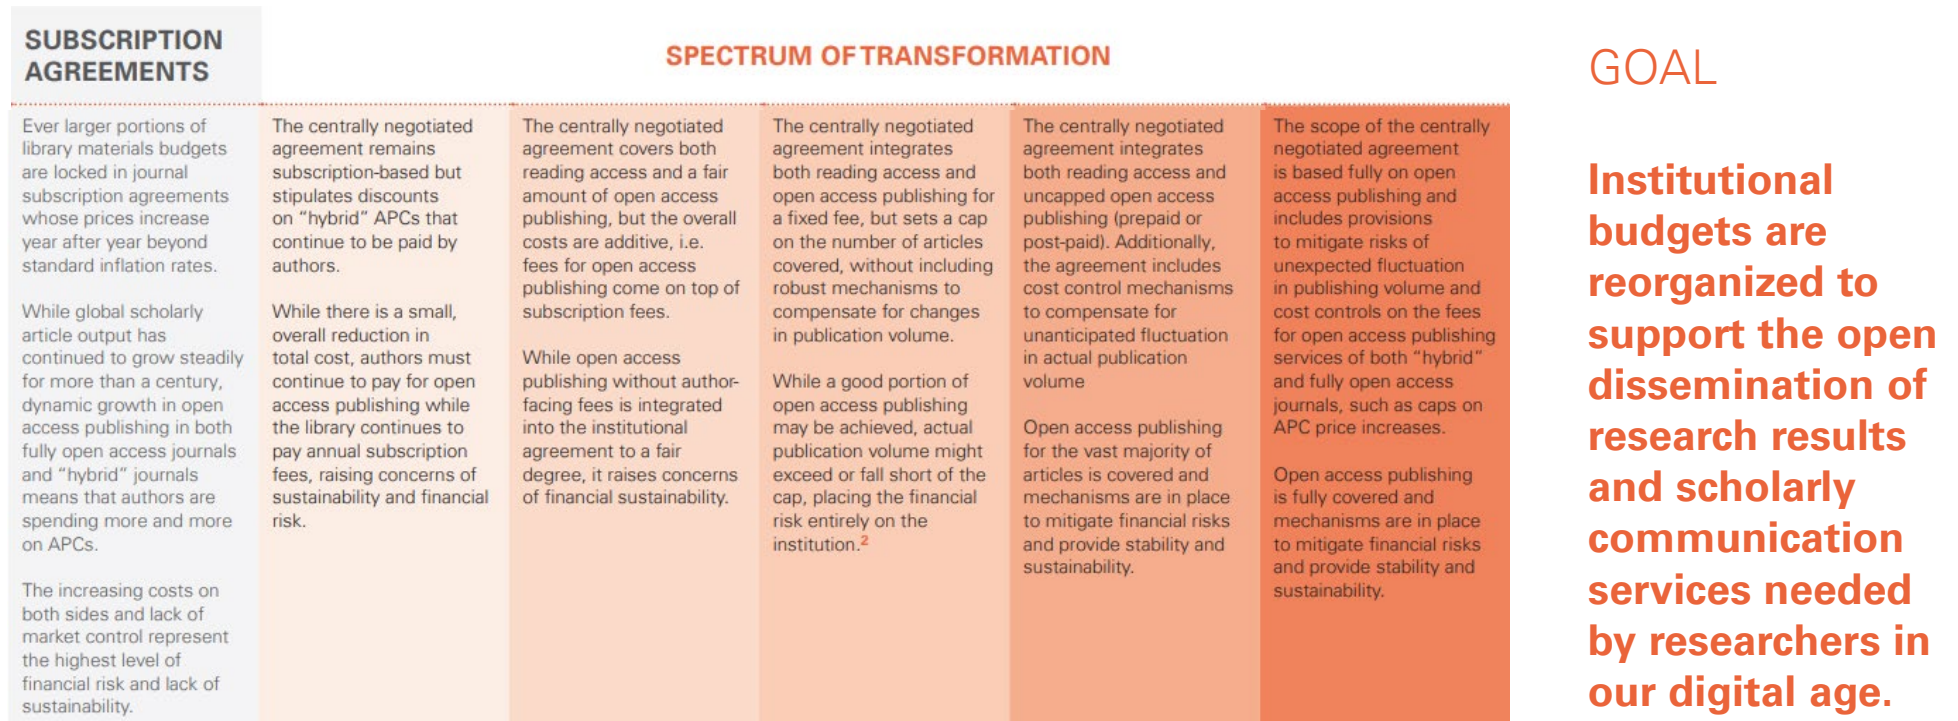 SUBSCRIPTION
AGREEMENTS
SPECTRUM OF TRANSFORMATION
Ever larger portions of
library materials budgets
are locked in journal
subscription agreements
whose prices increase
year after year beyond
standard inflation rates.
While global scholarly
article output has
continued to grow steadily
for more than a century,
dynamic growth in open
access publishing in both
fully open access journals
and “hybrid” journals
means that authors are
spending more and more
on APCs.
The increasing costs on
both sides and lack of
market control represent
the highest level of
financial risk and lack of
sustainability.
The centrally negotiated
agreement remains
subscription-based but
stipulates discounts
on “hybrid” APCs that
continue to be paid by
authors.
While there is a small,
overall reduction in
total cost, authors must
continue to pay for open
access publishing while
the library continues to
pay annual subscription
fees, raising concerns of
sustainability and financial
risk.
The centrally negotiated
agreement covers both
reading access and a fair
amount of open access
publishing, but the overall
costs are additive, i.e.
fees for open access
publishing come on top of
subscription fees.
While open access
publishing without author-
facing fees is integrated
into the institutional
agreement to a fair
degree, it raises concerns
of financial sustainability.
The centrally negotiated
agreement integrates
both reading access and
open access publishing for
a fixed fee, but sets a cap
on the number of articles
covered, without including
robust mechanisms to
compensate for changes
in publication volume.
While a good portion of
open access publishing
may be achieved, actual
publication volume might
exceed or fall short of the
cap, placing the financial
risk entirely on the
institution.2
The centrally negotiated
agreement integrates
both reading access and
uncapped open access
publishing (prepaid or
post-paid). Additionally,
the agreement includes
cost control mechanisms
to compensate for
unanticipated fluctuation
in actual publication
volume
Open access publishing
for the vast majority of
articles is covered and
mechanisms are in place
to mitigate financial risks
and provide stability and
sustainability.
The scope of the centrally
negotiated agreement
is based fully on open
access publishing and
includes provisions
to mitigate risks of
unexpected fluctuation
in publishing volume and
cost controls on the fees
for open access publishing
services of both “hybrid”
and fully open access
journals, such as caps on
APC price increases.
Open access publishing
is fully covered and
mechanisms are in place
to mitigate financial risks
and provide stability and
sustainability.
GOAL
Institutional
budgets are
reorganized to
support the open
dissemination of
research results
and scholarly
communication
services needed
by researchers in
our digital age.